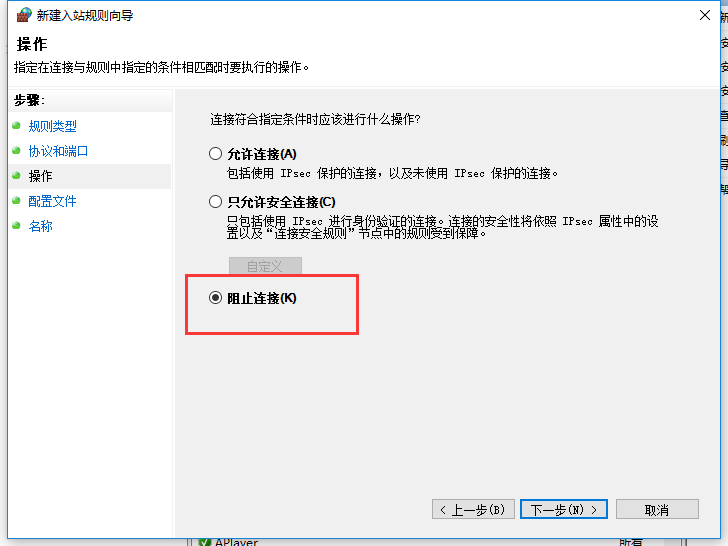 新建入站规则向导
操作
指定在连接与规则中指定的条件相匹配时要执行的操作。
步骤:
规则类型
协议和端口
操作
配置文件
名称
连接符合指定条件时应该进行什么操作?
允许连接(A)
包括使用 IPsec 保护的连接，以及未使用 IPsec 保护的连接。
只允许安全连接(C)
只包括使用 IPsec 进行身份验证的连接。连接的安全性将依照 IPsec 属性中的设
置以及“连接安全规则”节点中的规则受到保障。
自定义
阻止连接(K)
< 上一步(B)
下一步(N) >
取消
APlayer
所有